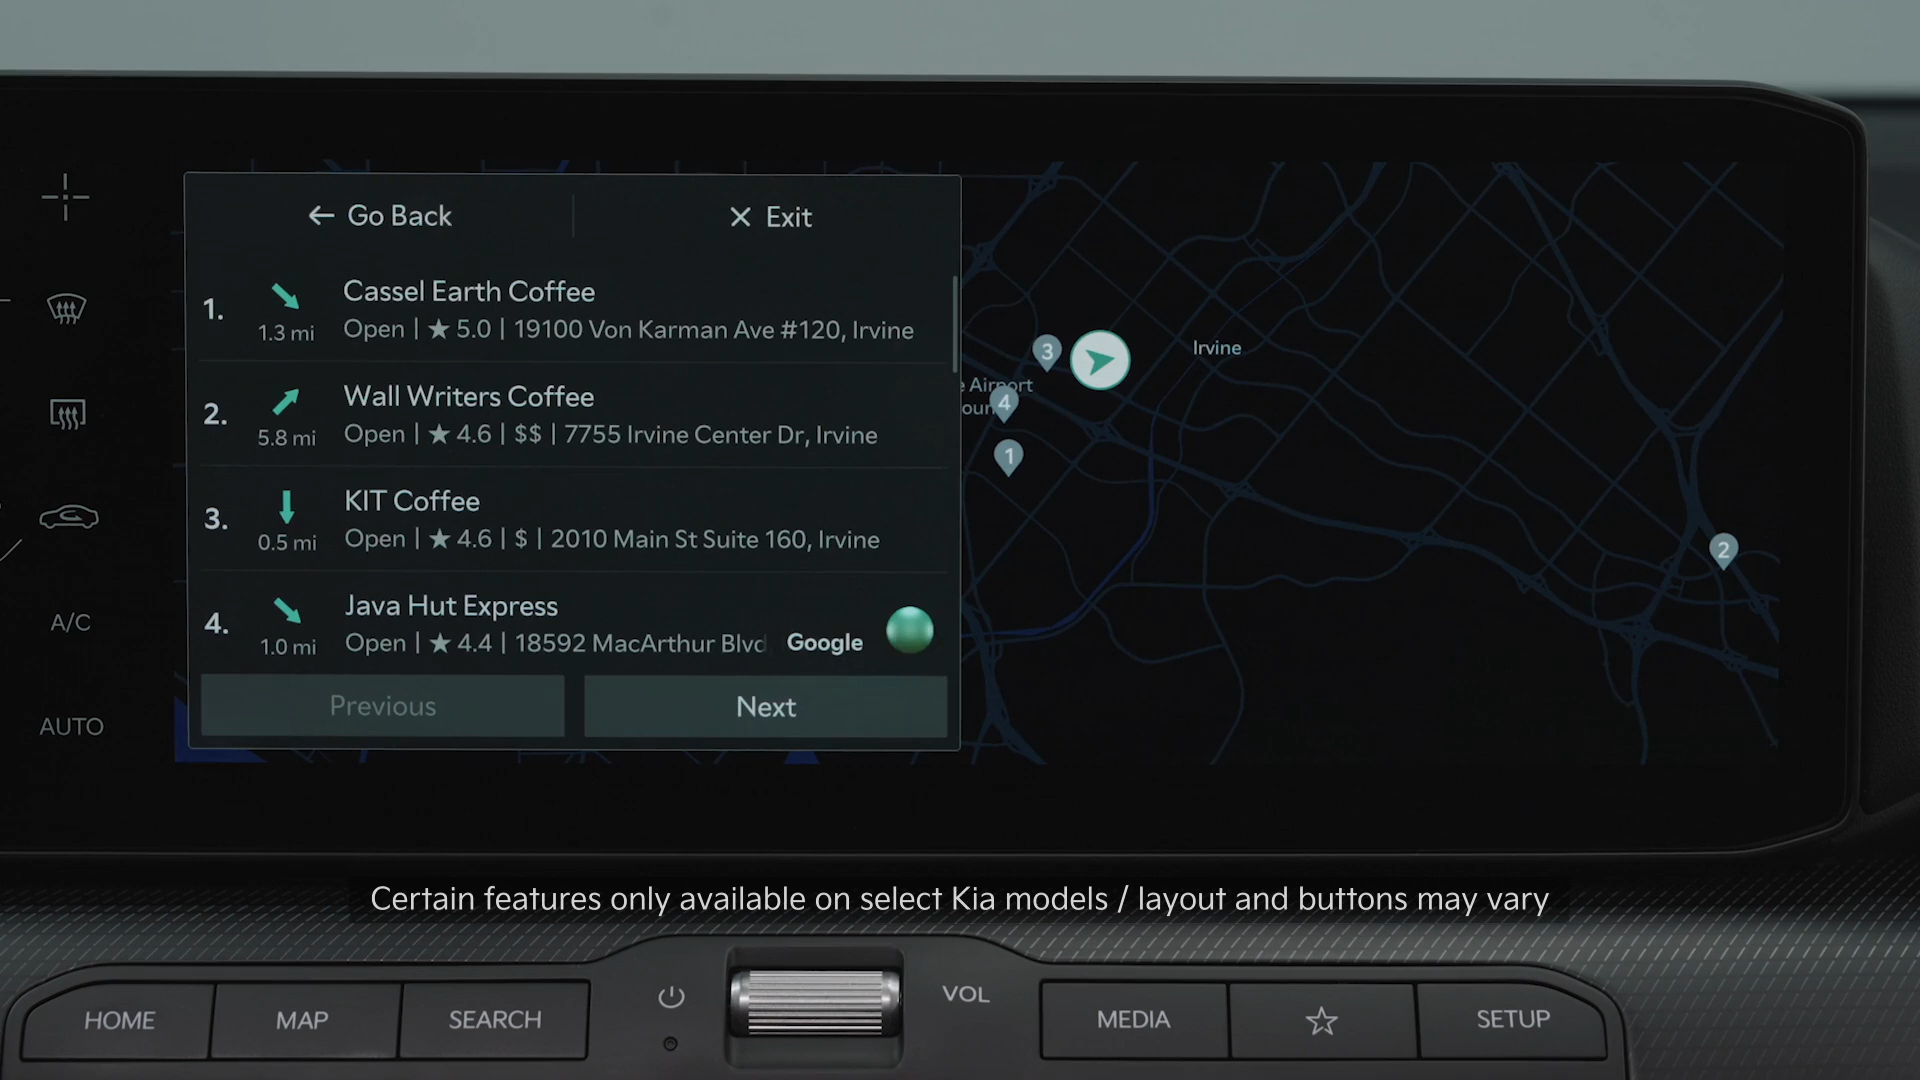 ← Go Back
✕ Exit
1.
1.3 mi
Cassel Earth Coffee
Open | ★ 5.0 | 19100 Von Karman Ave #120, Irvine
2.
5.8 mi
Wall Writers Coffee
Open | ★ 4.6 | $$ | 7755 Irvine Center Dr, Irvine
3.
0.5 mi
KIT Coffee
Open | ★ 4.6 | $ | 2010 Main St Suite 160, Irvine
4.
1.0 mi
Java Hut Express
Open | ★ 4.4 | 18592 MacArthur Blvd
Google
Previous
Next
3
Irvine
Airport
4
1
2
A/C
AUTO
Certain features only available on select Kia models / layout and buttons may vary
HOME
MAP
SEARCH
VOL
MEDIA
☆
SETUP